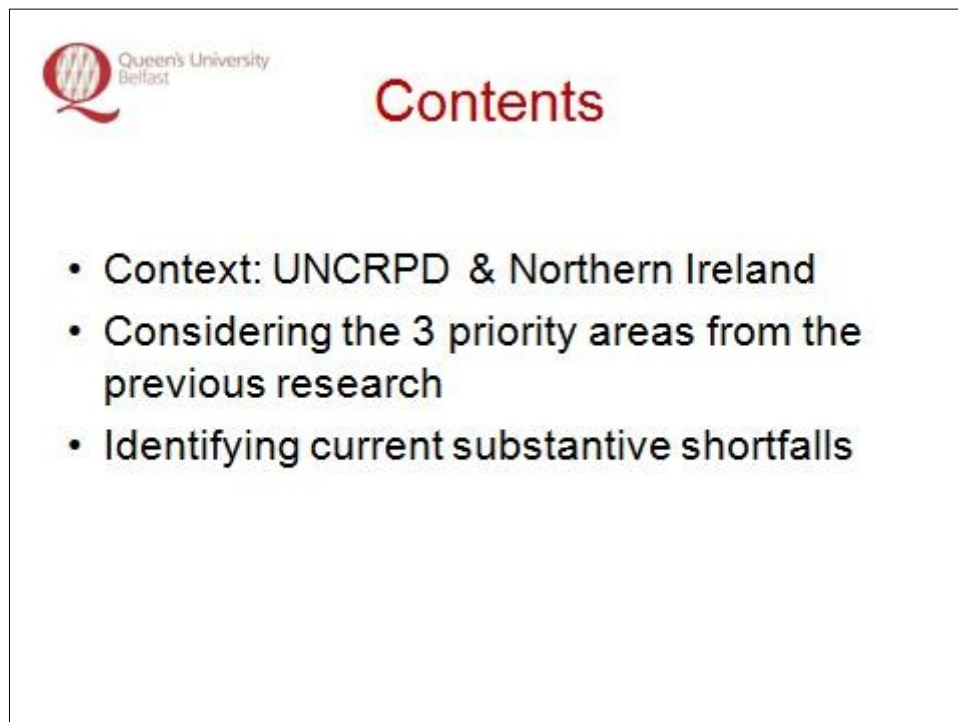 Queen's University
Belfast
Contents
• Context: UNCRPD & Northern Ireland
• Considering the 3 priority areas from the
previous research
• Identifying current substantive shortfalls